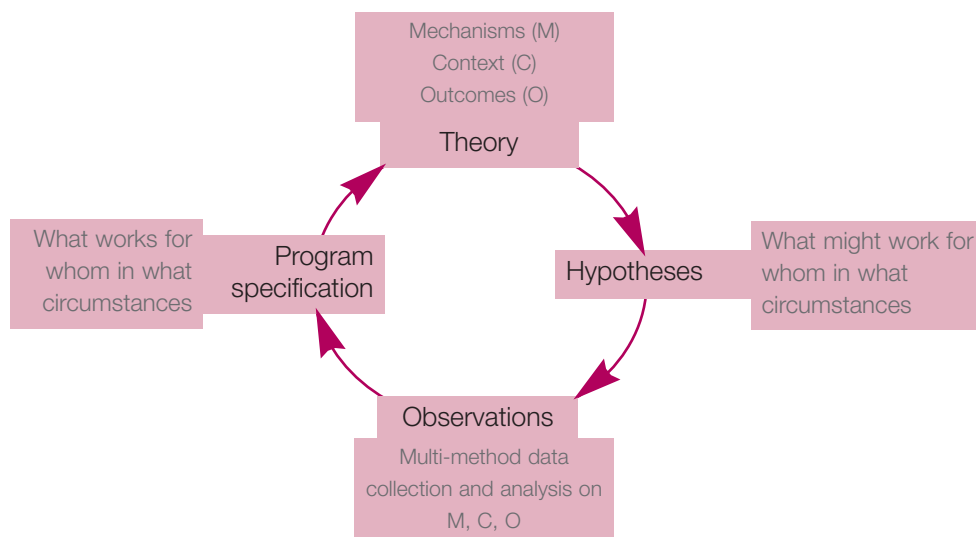 Mechanisms (M)
Context (C)
Outcomes (O)
Theory
What works for
whom in what
circumstances
Program
specification
Hypotheses
What might work for
whom in what
circumstances
Observations
Multi-method data
collection and analysis on
M, C, O